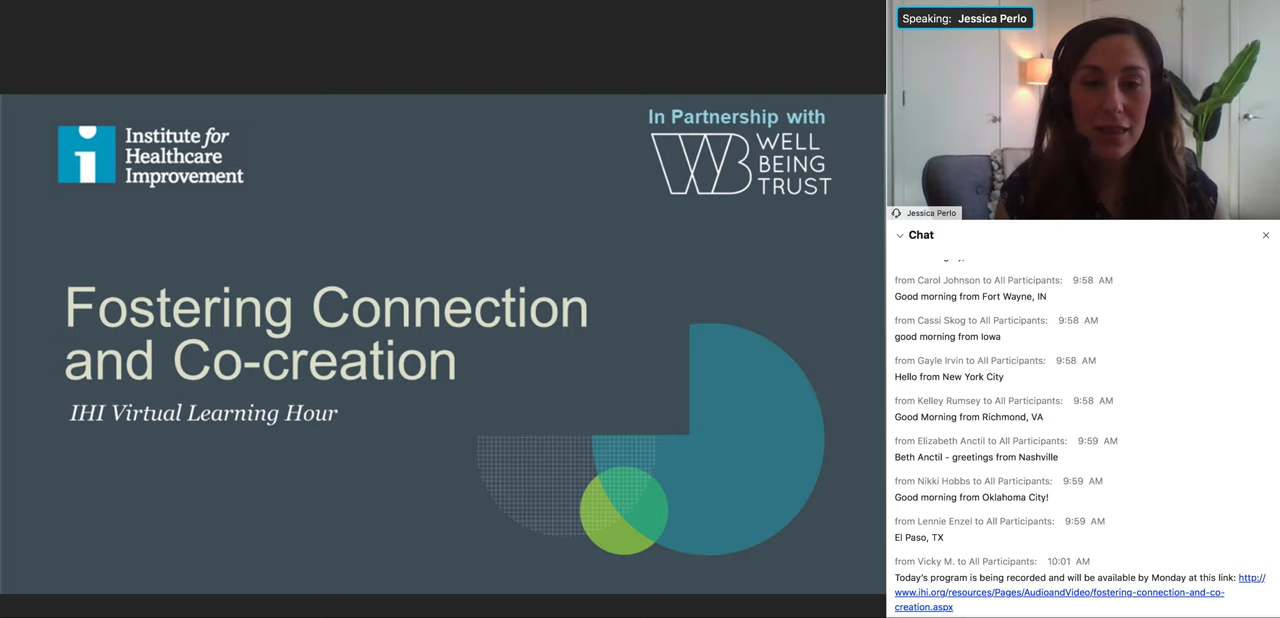 Institute for
Healthcare
Improvement
In Partnership with
WB
WELL
BEING
TRUST
Fostering Connection
and Co-creation
IHI Virtual Learning Hour
Speaking: Jessica Perlo
Jessica Perlo
Chat
from Carol Johnson to All Participants: 9:58 AM
Good morning from Fort Wayne, IN
from Cassi Skog to All Participants: 9:58 AM
good morning from Iowa
from Gayle Irvin to All Participants: 9:58 AM
Hello from New York City
from Kelley Rumsey to All Participants: 9:58 AM
Good Morning from Richmond, VA
from Elizabeth Anctil to All Participants: 9:59 AM
Beth Anctil - greetings from Nashville
from Nikki Hobbs to All Participants: 9:59 AM
Good morning from Oklahoma City!
from Lennie Enzel to All Participants: 9:59 AM
El Paso, TX
from Vicky M. to All Participants: 10:01 AM
Today's program is being recorded and will be available by Monday at this link: http://
www.ihi.org/resources/Pages/AudioandVideo/fostering-connection-and-co-
creation.aspx